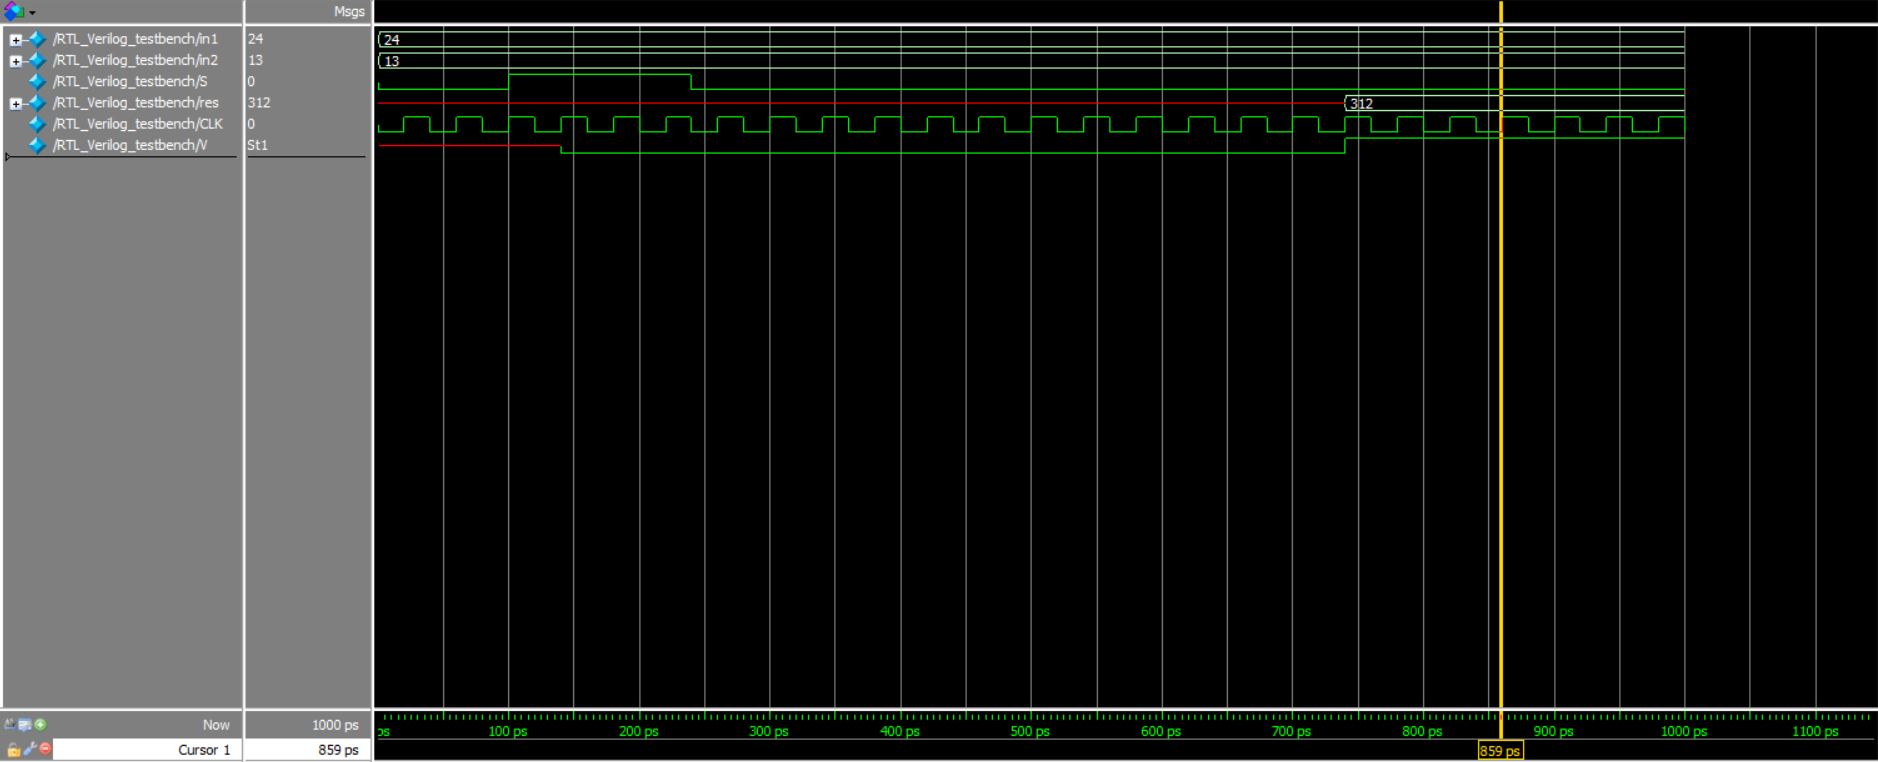 Msgs
/RTL_Verilog_testbench/in1 24 24
/RTL_Verilog_testbench/in2 13 13
/RTL_Verilog_testbench/S 0
/RTL_Verilog_testbench/res 312 312
/RTL_Verilog_testbench/CLK 0
/RTL_Verilog_testbench/V St1
Now 1000 ps
ps 100 ps 200 ps 300 ps 400 ps 500 ps 600 ps 700 ps 800 ps 900 ps 1000 ps 1100 ps
Cursor 1 859 ps 859 ps